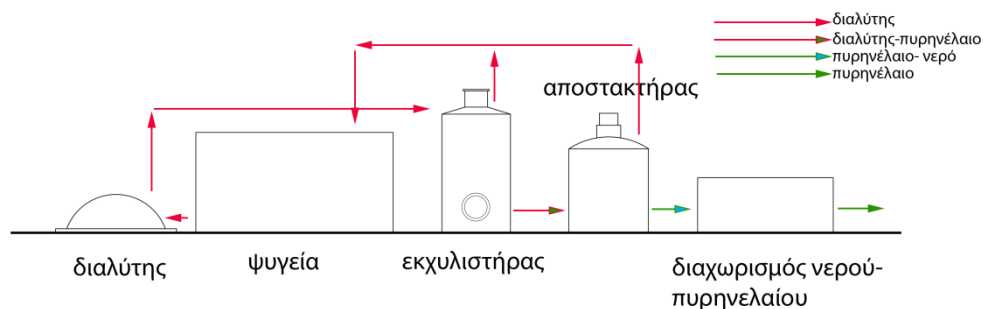 διαλύτης
διαλύτης-πυρηνέλαιο
πυρηνέλαιο- νερό
πυρηνέλαιο
αποστακτήρας
διαλύτης
ψυγεία
εκχυλιστήρας
διαχωρισμός νερού-
πυρηνελαίου